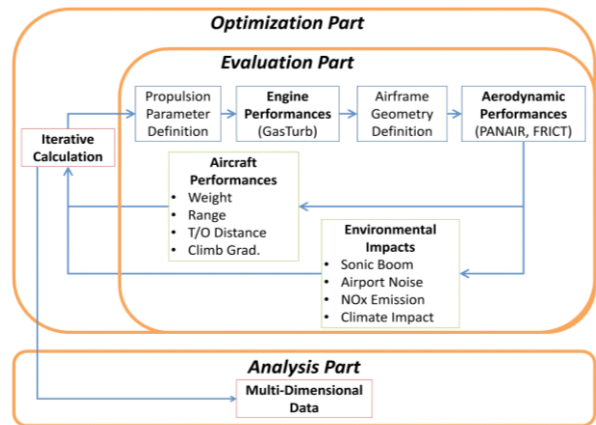 Optimization Part
Evaluation Part
Propulsion
Parameter
Definition
Engine
Performances
(GasTurb)
Airframe
Geometry
Definition
Aerodynamic
Performances
(PANAIR, FRICT)
Iterative
Calculation
Aircraft
Performances
• Weight
• Range
• T/O Distance
• Climb Grad.
Environmental
Impacts
• Sonic Boom
• Airport Noise
• NOx Emission
• Climate Impact
Analysis Part
Multi-Dimensional
Data